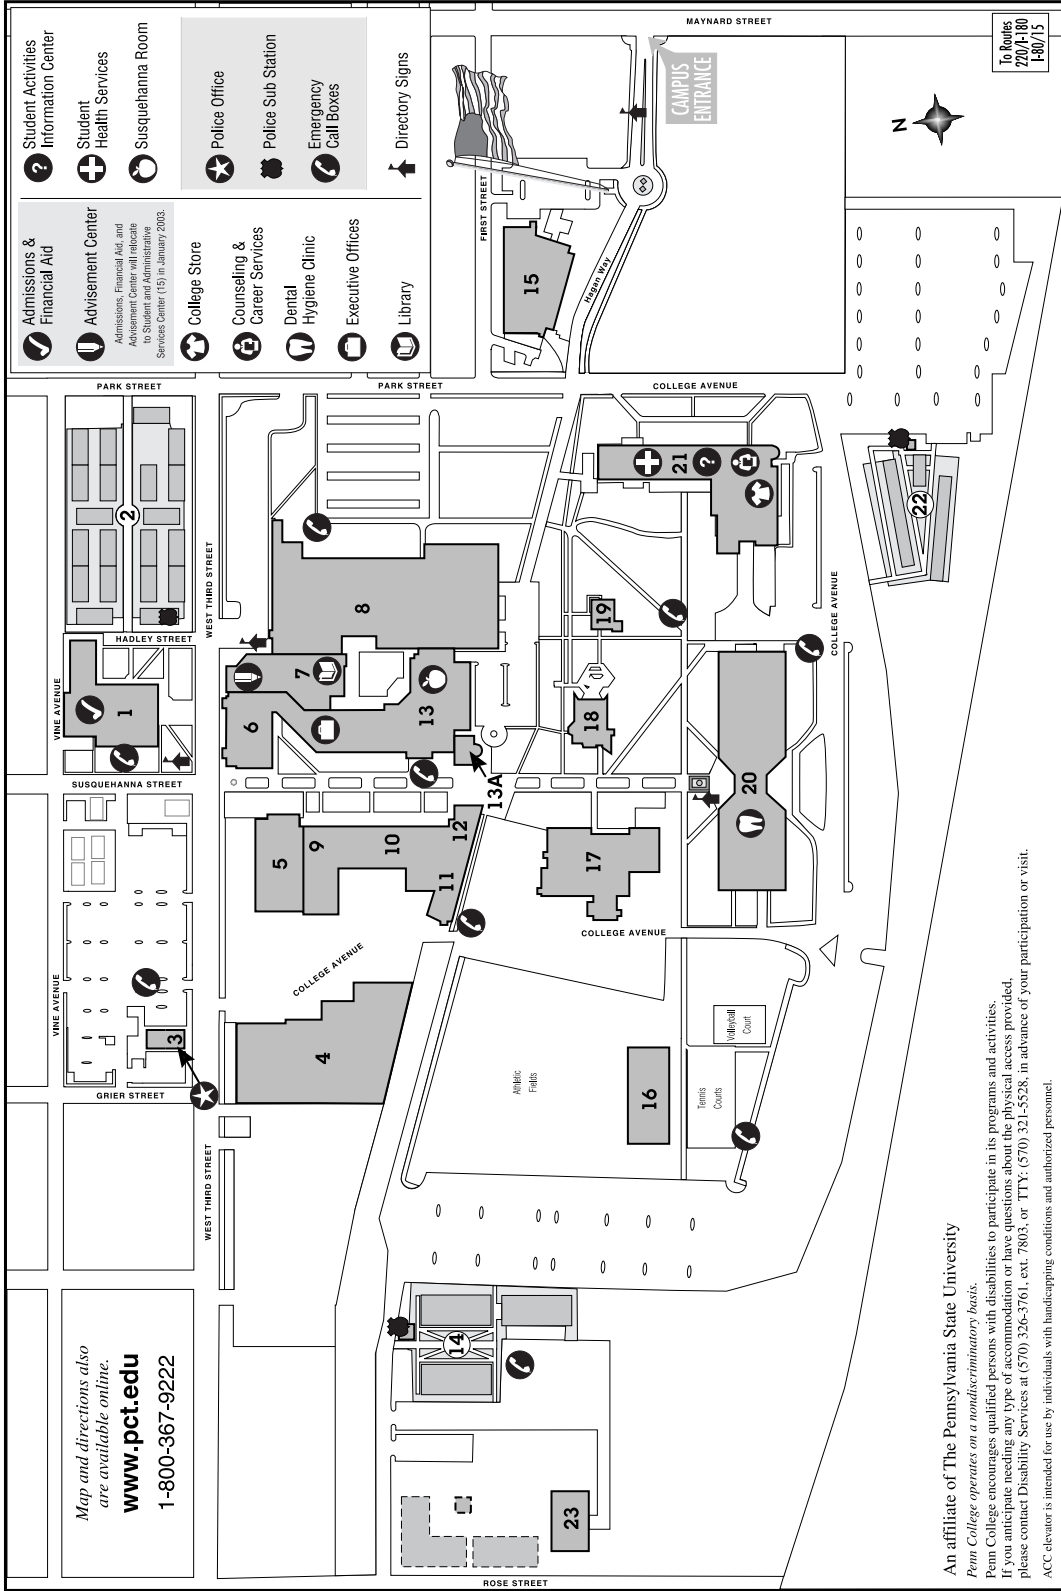 Admissions &
Financial Aid
Advisement Center
Admissions, Financial Aid, and
Advisement Center will relocate
to Student and Administrative
Services Center (15) in January 2003.
College Store
Counseling &
Career Services
Dental
Hygiene Clinic
Executive Offices
Library
Student Activities
Information Center
Student
Health Services
Susquehanna Room
Police Office
Police Sub Station
Emergency
Call Boxes
Directory Signs
?
Map and directions also
are available online.
www.pct.edu
1-800-367-9222
VINE AVENUE
VINE AVENUE
GRIER STREET
SUSQUEHANNA STREET
HADLEY STREET
PARK STREET
PARK STREET
WEST THIRD STREET
WEST THIRD STREET
FIRST STREET
MAYNARD STREET
Hagan Way
CAMPUS
ENTRANCE
To Routes
220/I-180
I-80/15
N
COLLEGE AVENUE
COLLEGE AVENUE
COLLEGE AVENUE
COLLEGE AVENUE
ROSE STREET
1
2
3
4
5
6
7
8
9
10
11
12
13
13A
14
15
16
17
18
19
20
21
?
22
23
Athletic
Fields
Tennis
Courts
Volleyball
Court
An affiliate of The Pennsylvania State University
Penn College operates on a nondiscriminatory basis.
Penn College encourages qualified persons with disabilities to participate in its programs and activities.
If you anticipate needing any type of accommodation or have questions about the physical access provided,
please contact Disability Services at (570) 326-3761, ext. 7803, or TTY: (570) 321-5528, in advance of your participation or visit.
ACC elevator is intended for use by individuals with handicapping conditions and authorized personnel.